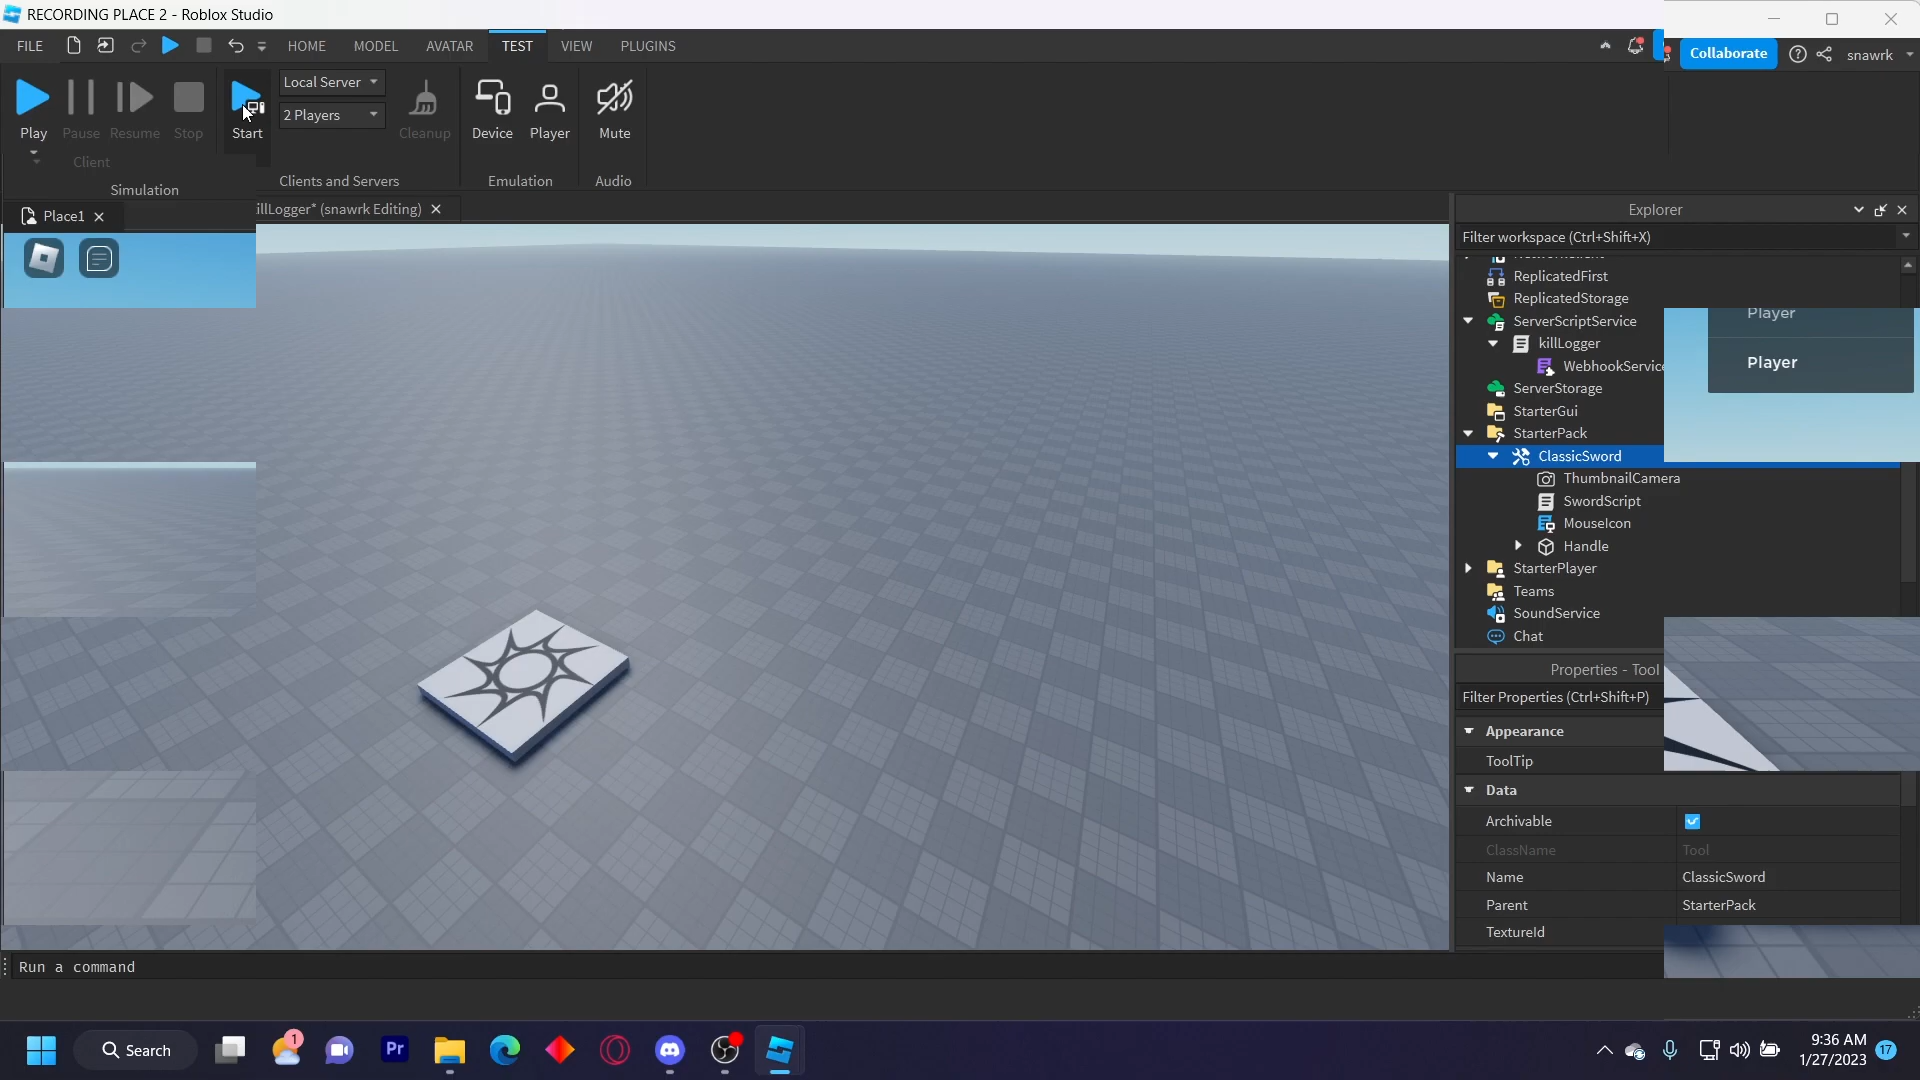 RECORDING PLACE 2 - Roblox Studio
FILE
HOME
MODEL
AVATAR
TEST
VIEW
PLUGINS
Collaborate
snawrk
Play
Pause
Resume
Stop
Start
Local Server
2 Players
Cleanup
Device
Player
Mute
Client
Simulation
Clients and Servers
Emulation
Audio
Place1
illLogger* (snawrk Editing)
Explorer
Filter workspace (Ctrl+Shift+X)
ReplicatedFirst
ReplicatedStorage
ServerScriptService
killLogger
WebhookService
ServerStorage
StarterGui
StarterPack
ClassicSword
ThumbnailCamera
SwordScript
MouseIcon
Handle
StarterPlayer
Teams
SoundService
Chat
Player
Player
Properties - Tool
Filter Properties (Ctrl+Shift+P)
Appearance
ToolTip
Data
Archivable
ClassName Tool
Name ClassicSword
Parent StarterPack
TextureId
Run a command
Search
1
Pr
9:36 AM
1/27/2023
17